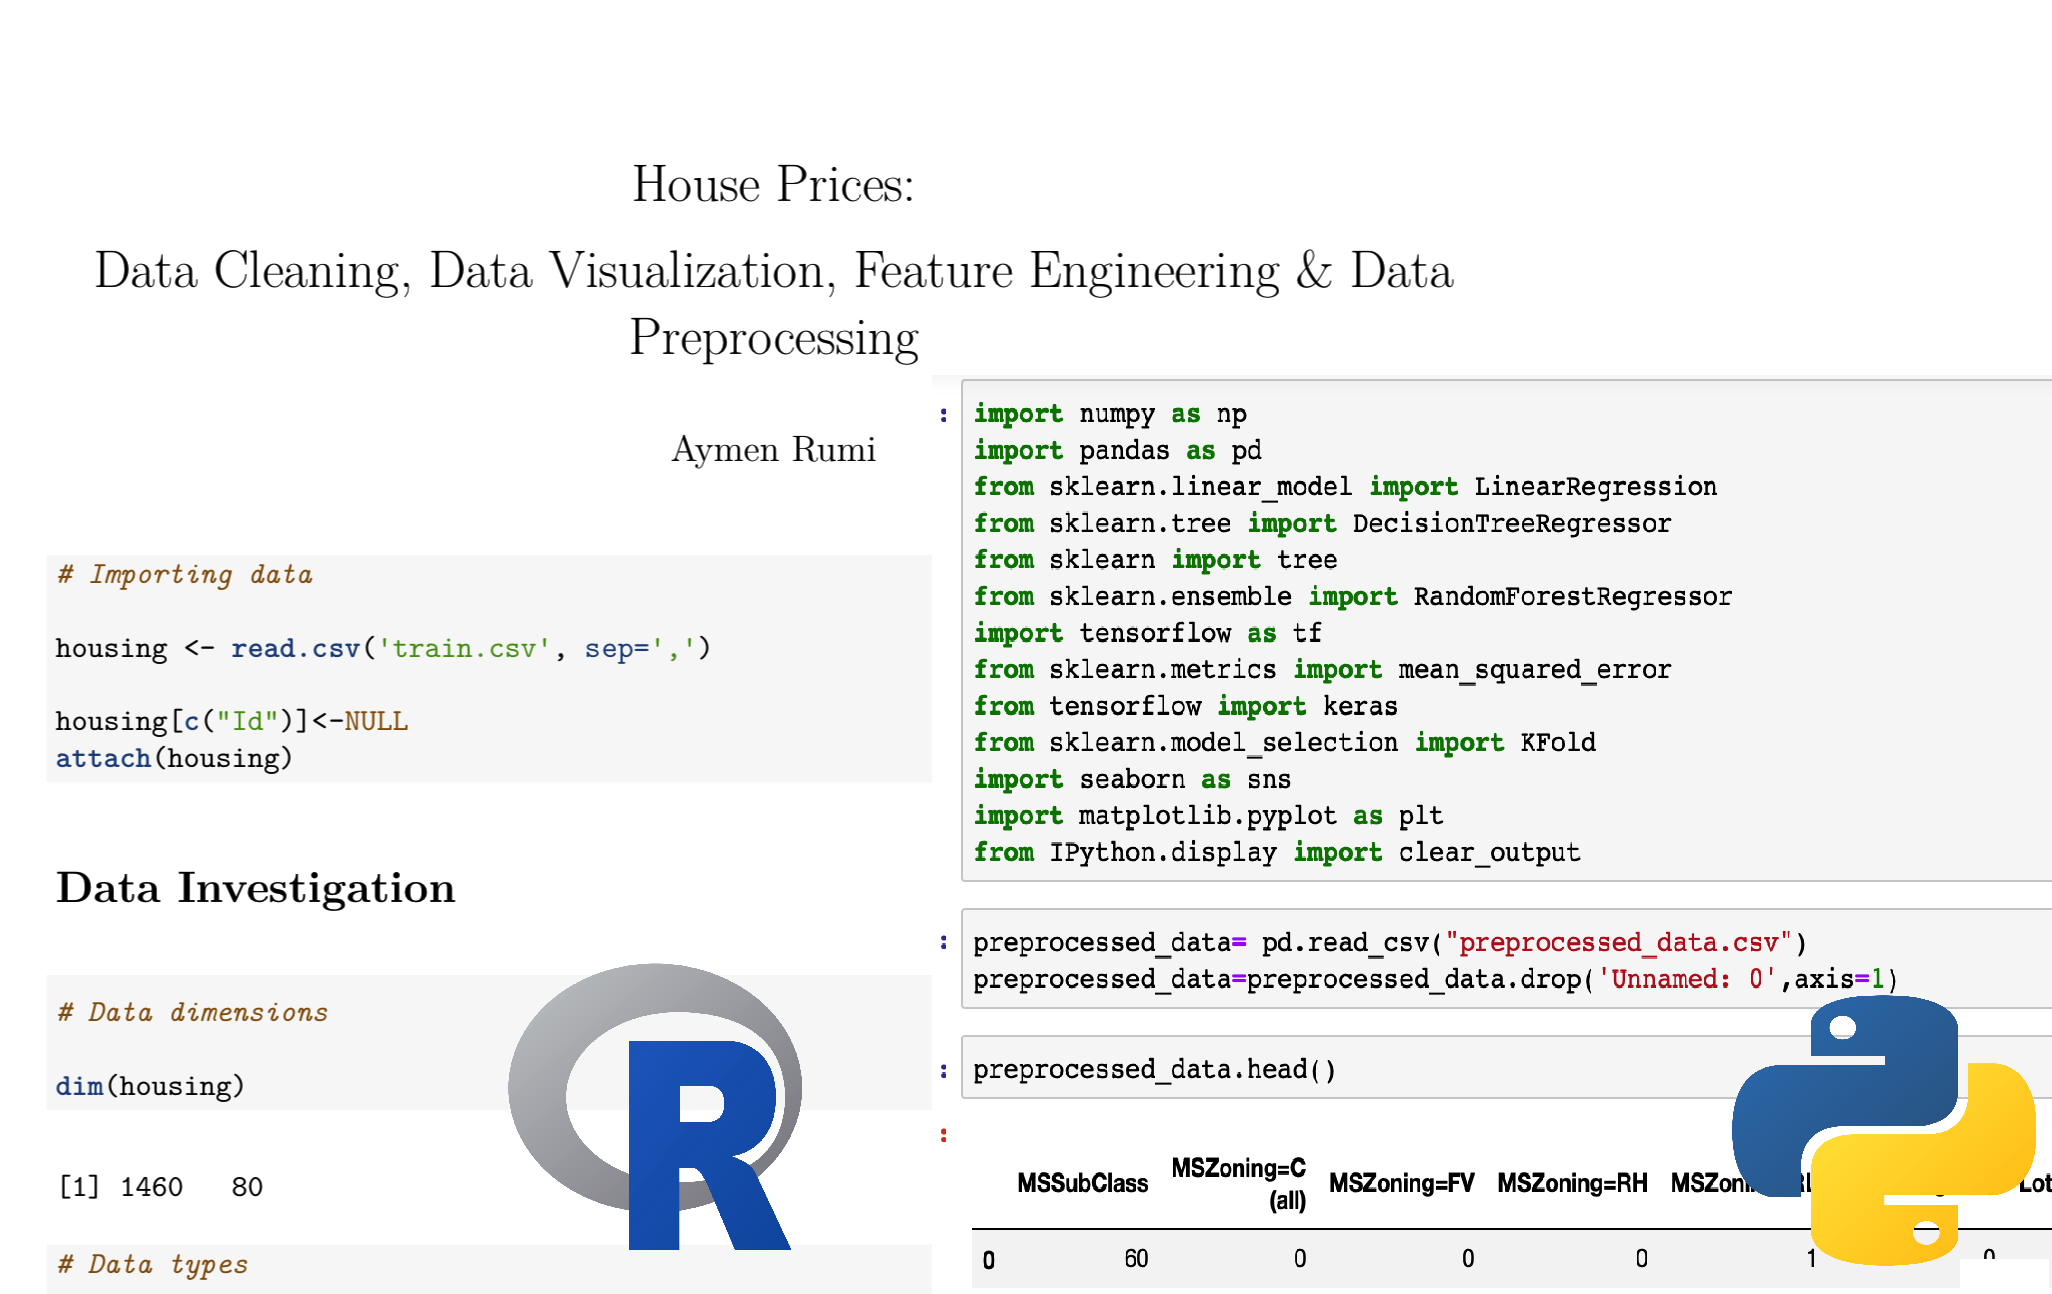 House Prices:
Data Cleaning, Data Visualization, Feature Engineering & Data
Preprocessing
Aymen Rumi
# Importing data
housing <- read.csv('train.csv', sep=',')
housing[c("Id")]<-NULL
attach(housing)
Data Investigation
# Data dimensions
dim(housing)
[1] 1460   80
# Data types
R
:
import numpy as np
import pandas as pd
from sklearn.linear_model import LinearRegression
from sklearn.tree import DecisionTreeRegressor
from sklearn import tree
from sklearn.ensemble import RandomForestRegressor
import tensorflow as tf
from sklearn.metrics import mean_squared_error
from tensorflow import keras
from sklearn.model_selection import KFold
import seaborn as sns
import matplotlib.pyplot as plt
from IPython.display import clear_output
:
preprocessed_data= pd.read_csv("preprocessed_data.csv")
preprocessed_data=preprocessed_data.drop('Unnamed: 0',axis=1)
:
preprocessed_data.head()
:
MSSubClass MSZoning=C (all) MSZoning=FV MSZoning=RH Lot
0 60 0 0 0 1 0